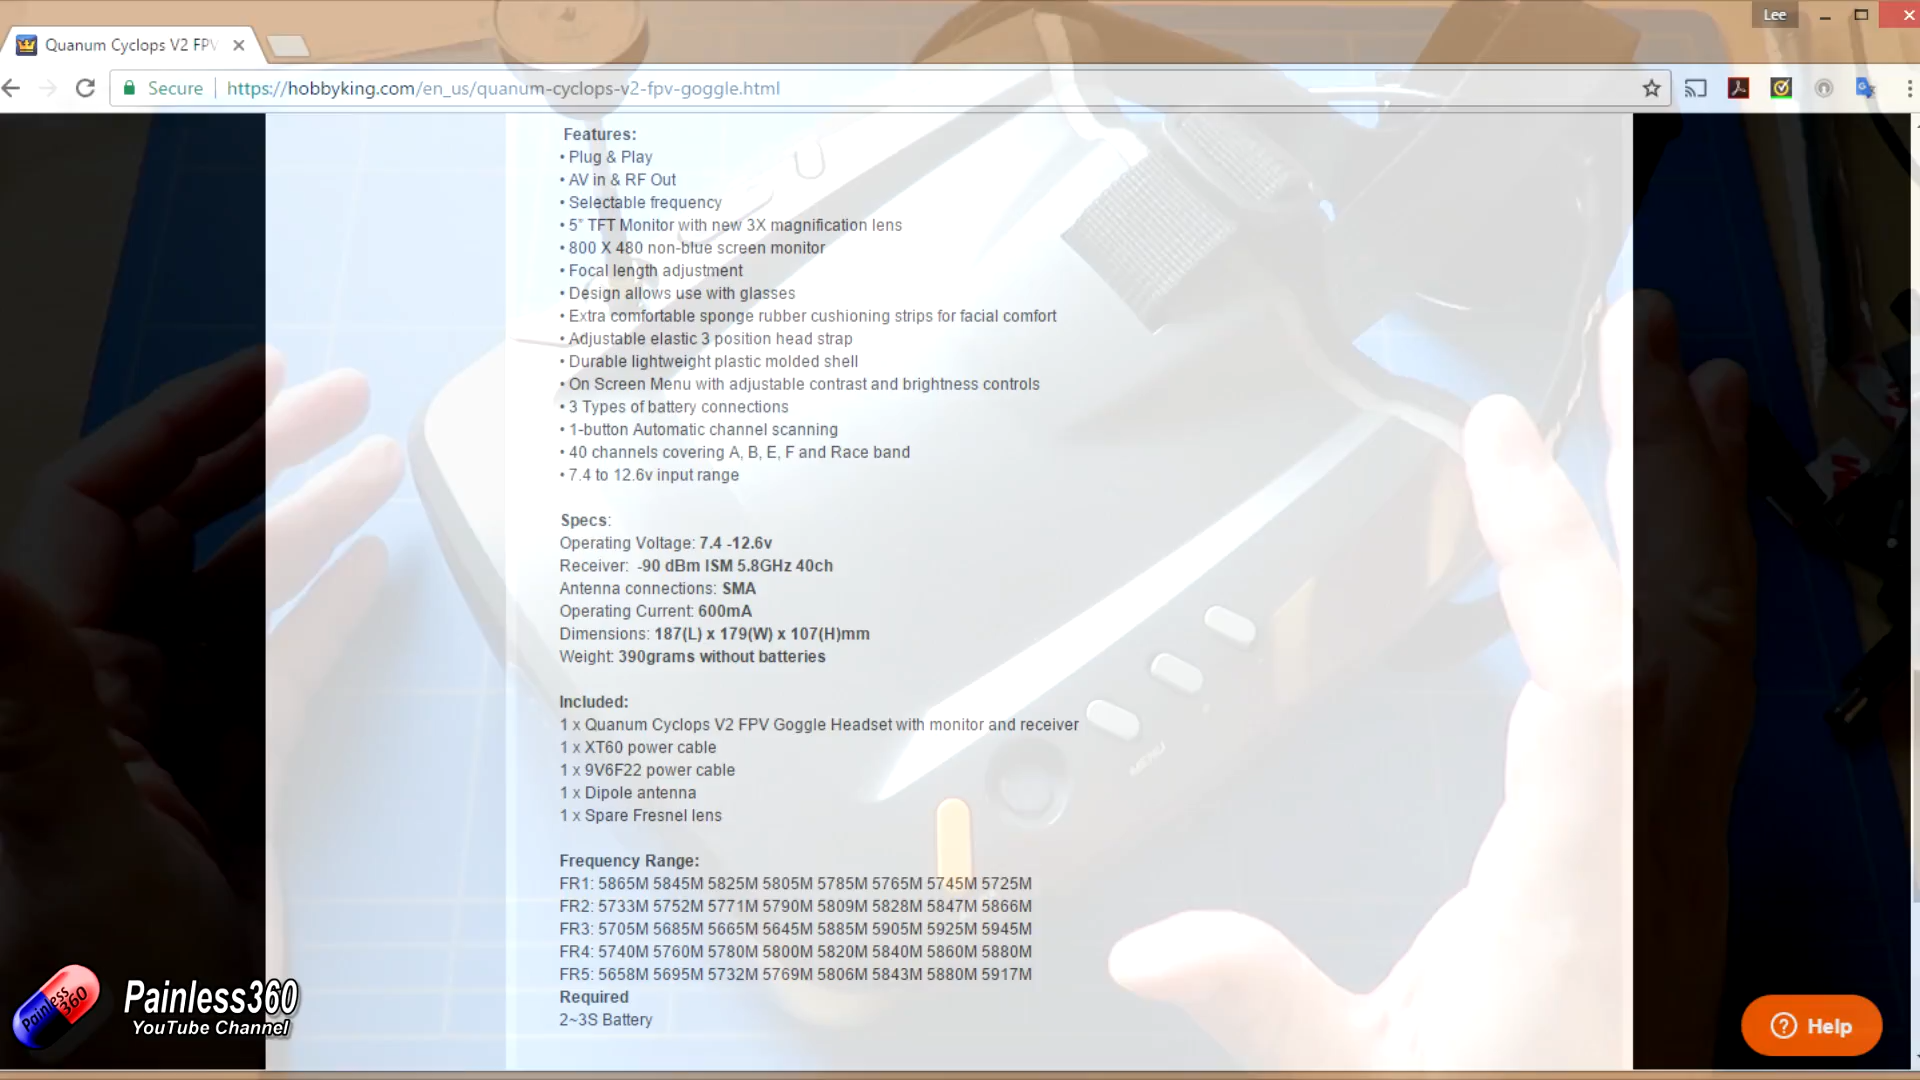 Lee
Quanum Cyclops V2 FPV
Secure
https://hobbyking.com/en_us/quanum-cyclops-v2-fpv-goggle.html
Features:
• Plug & Play
• AV in & RF Out
• Selectable frequency
• 5” TFT Monitor with new 3X magnification lens
• 800 X 480 non-blue screen monitor
• Focal length adjustment
• Design allows use with glasses
• Extra comfortable sponge rubber cushioning strips for facial comfort
• Adjustable elastic 3 position head strap
• Durable lightweight plastic molded shell
• On Screen Menu with adjustable contrast and brightness controls
• 3 Types of battery connections
• 1-button Automatic channel scanning
• 40 channels covering A, B, E, F and Race band
• 7.4 to 12.6v input range
Specs:
Operating Voltage: 7.4 -12.6v
Receiver: -90 dBm ISM 5.8GHz 40ch
Antenna connections: SMA
Operating Current: 600mA
Dimensions: 187(L) x 179(W) x 107(H)mm
Weight: 390grams without batteries
Included:
1 x Quanum Cyclops V2 FPV Goggle Headset with monitor and receiver
1 x XT60 power cable
1 x 9V6F22 power cable
1 x Dipole antenna
1 x Spare Fresnel lens
MENU
Frequency Range:
FR1: 5865M 5845M 5825M 5805M 5785M 5765M 5745M 5725M
FR2: 5733M 5752M 5771M 5790M 5809M 5828M 5847M 5866M
FR3: 5705M 5685M 5665M 5645M 5885M 5905M 5925M 5945M
FR4: 5740M 5760M 5780M 5800M 5820M 5840M 5860M 5880M
FR5: 5658M 5695M 5732M 5769M 5806M 5843M 5880M 5917M
Required
2~3S Battery
Painless360
Painless360
YouTube Channel
Help